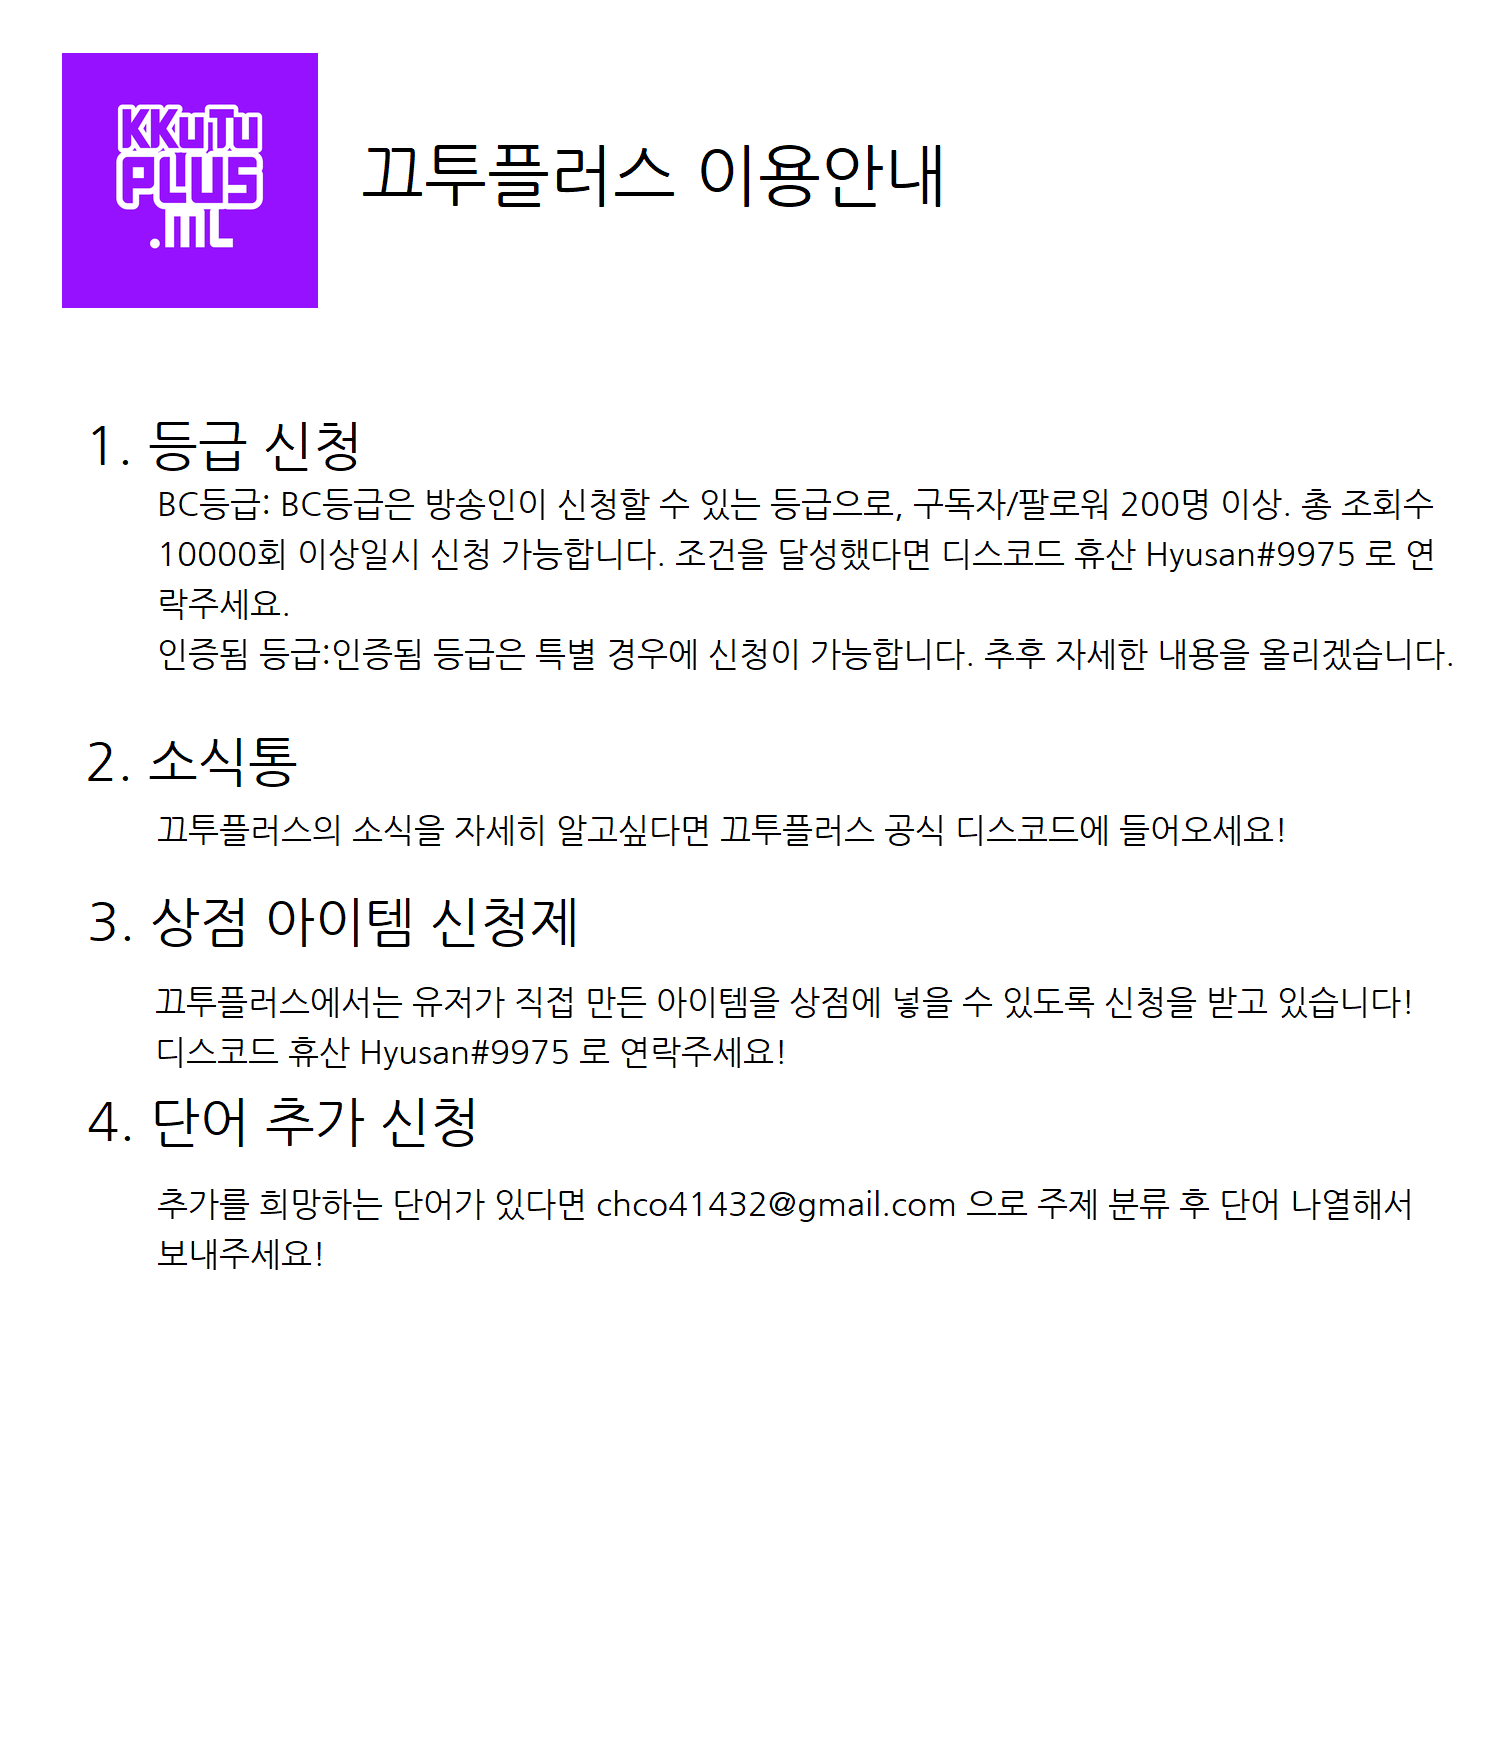 KKuTu
PLUS
.ML
끄투플러스 이용안내
1. 등급 신청
BC등급: BC등급은 방송인이 신청할 수 있는 등급으로, 구독자/팔로워 200명 이상. 총 조회수
10000회 이상일시 신청 가능합니다. 조건을 달성했다면 디스코드 휴산 Hyusan#9975 로 연
락주세요.
인증됨 등급:인증됨 등급은 특별 경우에 신청이 가능합니다. 추후 자세한 내용을 올리겠습니다.
2. 소식통
끄투플러스의 소식을 자세히 알고싶다면 끄투플러스 공식 디스코드에 들어오세요!
3. 상점 아이템 신청제
끄투플러스에서는 유저가 직접 만든 아이템을 상점에 넣을 수 있도록 신청을 받고 있습니다!
디스코드 휴산 Hyusan#9975 로 연락주세요!
4. 단어 추가 신청
추가를 희망하는 단어가 있다면 chco41432@gmail.com 으로 주제 분류 후 단어 나열해서
보내주세요!